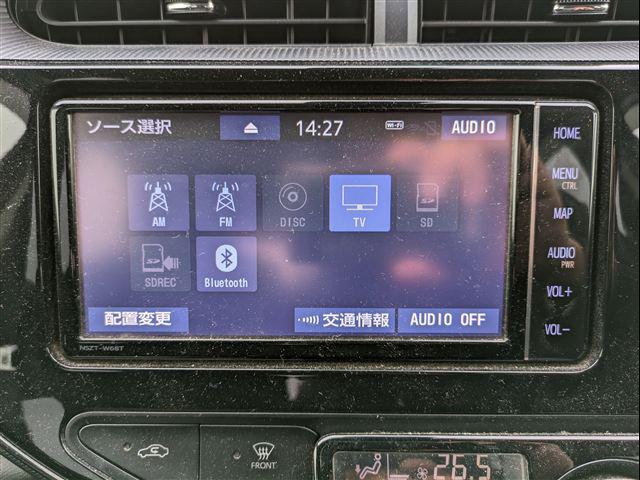 ソース選択 14:27 Wi-Fi AUDIO
AM FM DISC TV SD
SDREC Bluetooth
配置変更 交通情報 AUDIO OFF
NSZT-W68T
HOME
MENU
CTRL
MAP
AUDIO
PWR
VOL+
VOL-
FRONT
26.5